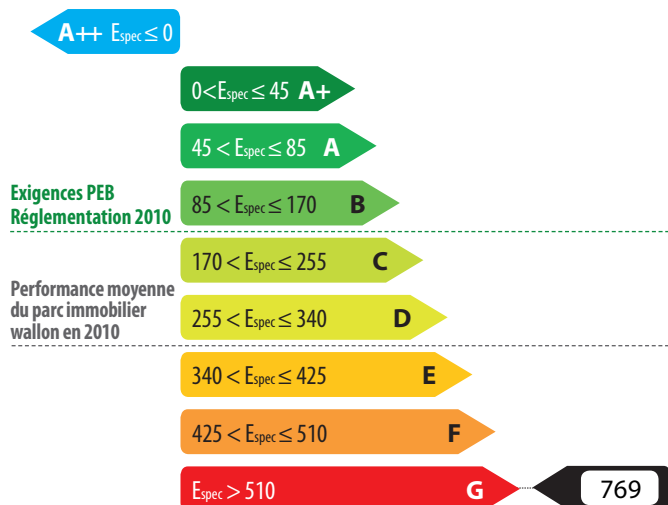 A++ Espec ≤ 0
0<Espec ≤ 45 A+
45 < Espec ≤ 85 A
Exigences PEB
Réglementation 2010
85 < Espec ≤ 170 B
170 < Espec ≤ 255 C
Performance moyenne
du parc immobilier
wallon en 2010
255 < Espec ≤ 340 D
340 < Espec ≤ 425 E
425 < Espec ≤ 510 F
Espec > 510 G
769